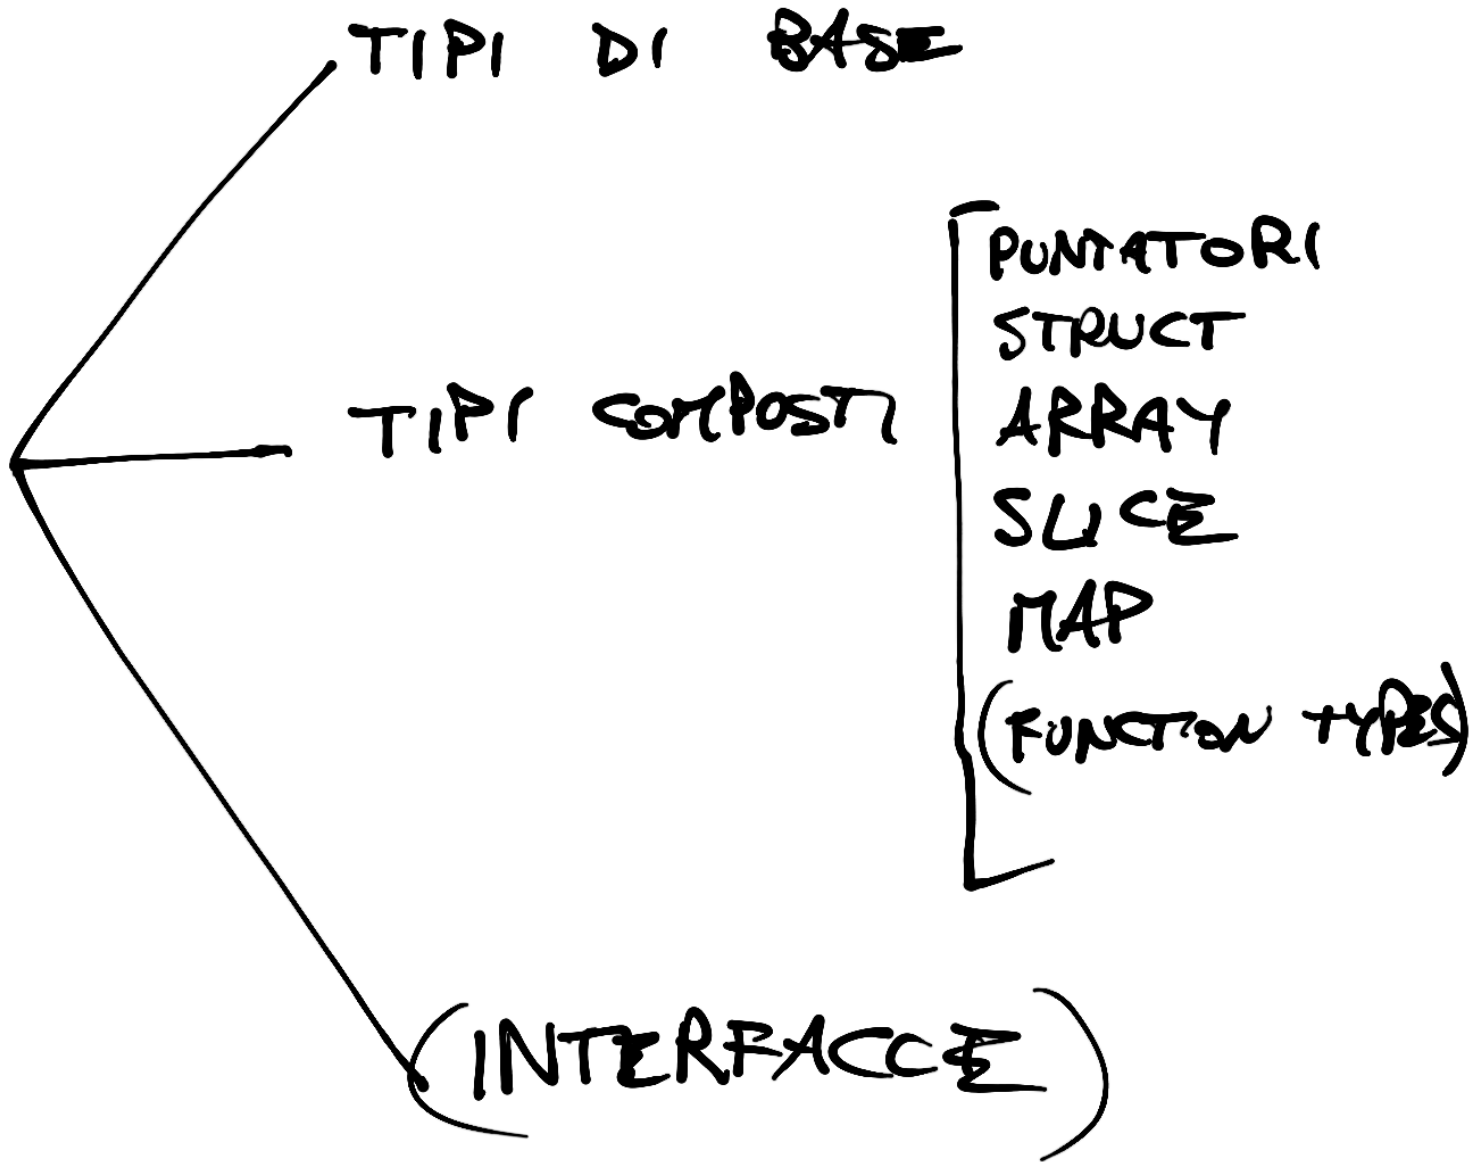 TIPI DI BASE
TIPI COMPOSTI
PUNTATORI
STRUCT
ARRAY
SLICE
MAP
(FUNCTION TYPES)
(INTERFACCE)